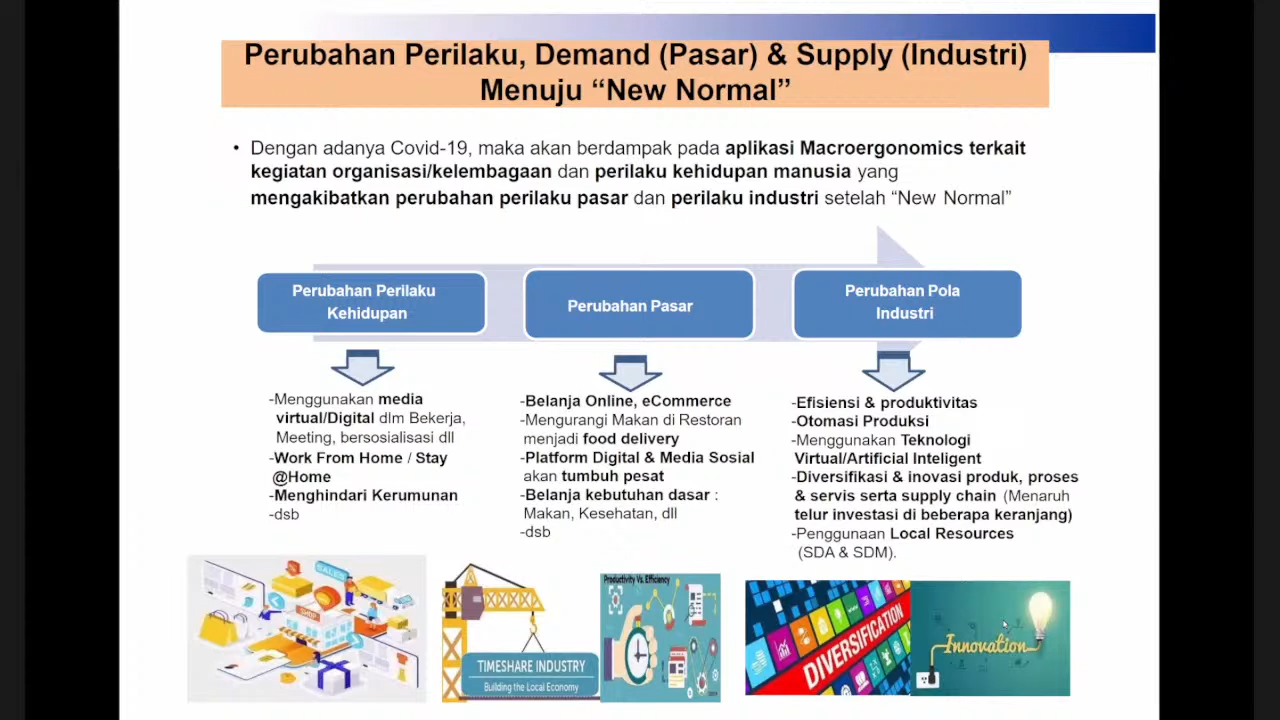 Perubahan Perilaku, Demand (Pasar) & Supply (Industri)
Menuju “New Normal”
• Dengan adanya Covid-19, maka akan berdampak pada aplikasi Macroergonomics terkait
kegiatan organisasi/kelembagaan dan perilaku kehidupan manusia yang
mengakibatkan perubahan perilaku pasar dan perilaku industri setelah “New Normal”
Perubahan Perilaku
Kehidupan
Perubahan Pasar
Perubahan Pola
Industri
-Menggunakan media
virtual/Digital dlm Bekerja,
Meeting, bersosialisasi dll
-Work From Home / Stay
@Home
-Menghindari Kerumunan
-dsb
-Belanja Online, eCommerce
-Mengurangi Makan di Restoran
menjadi food delivery
-Platform Digital & Media Sosial
akan tumbuh pesat
-Belanja kebutuhan dasar :
Makan, Kesehatan, dll
-dsb
-Efisiensi & produktivitas
-Otomasi Produksi
-Menggunakan Teknologi
Virtual/Artificial Inteligent
-Diversifikasi & inovasi produk, proses
& servis serta supply chain (Menaruh
telur investasi di beberapa keranjang)
-Penggunaan Local Resources
(SDA & SDM).
SALES
SHOP
TIMESHARE INDUSTRY
Building the Local Economy
Productivity Vs. Efficiency
DIVERSIFICATION
Innovation